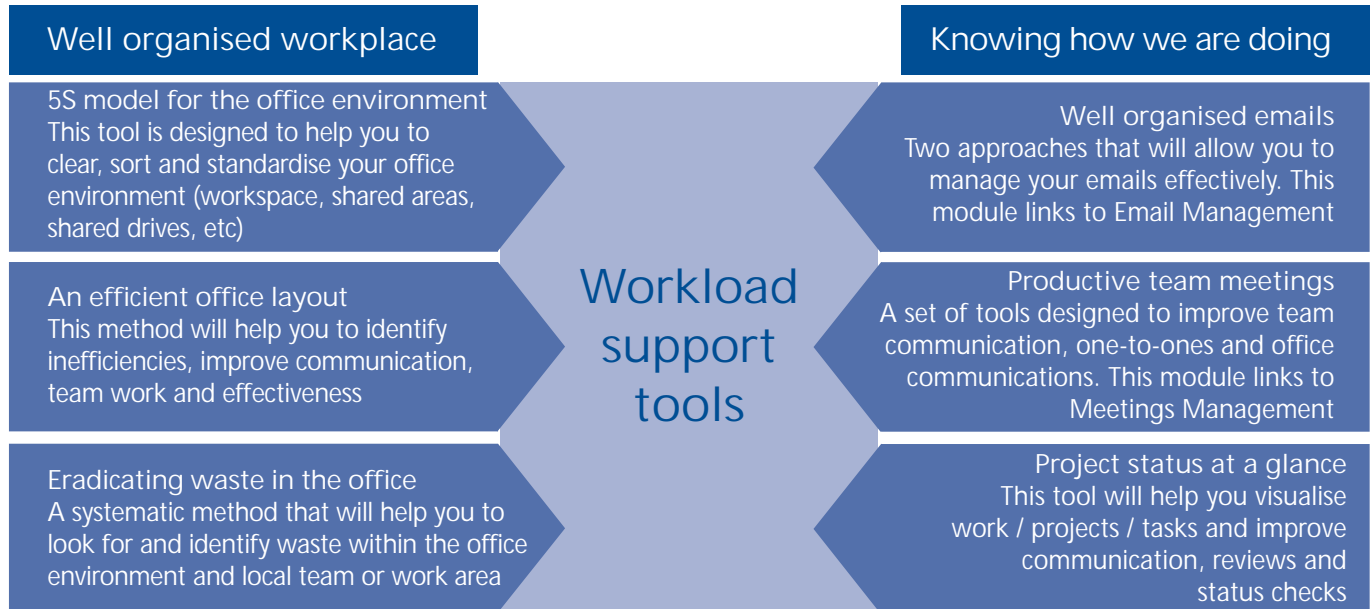 Well organised workplace
5S model for the office environment
This tool is designed to help you to
clear, sort and standardise your office
environment (workspace, shared areas,
shared drives, etc)
An efficient office layout
This method will help you to identify
inefficiencies, improve communication,
team work and effectiveness
Eradicating waste in the office
A systematic method that will help you to
look for and identify waste within the office
environment and local team or work area
Workload
support
tools
Knowing how we are doing
Well organised emails
Two approaches that will allow you to
manage your emails effectively. This
module links to Email Management
Productive team meetings
A set of tools designed to improve team
communication, one-to-ones and office
communications. This module links to
Meetings Management
Project status at a glance
This tool will help you visualise
work / projects / tasks and improve
communication, reviews and
status checks